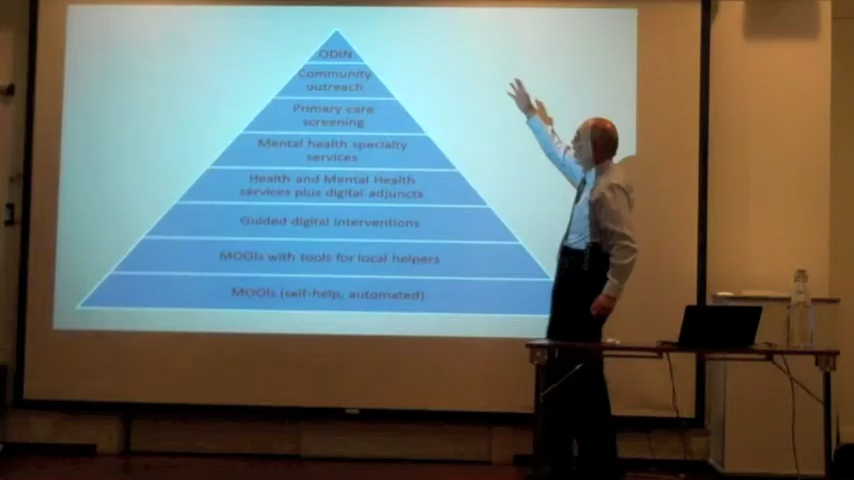 ODIN
Community
outreach
Primary care
screening
Mental health specialty
services
Health and Mental Health
services plus digital adjuncts
Guided digital interventions
MOOIs with tools for local helpers
MOOIs (self-help, automated)